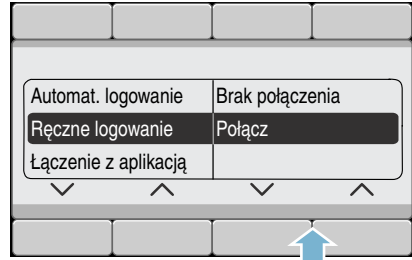 Automat. logowanie Brak połączenia
Ręczne logowanie Połącz
Łączenie z aplikacją